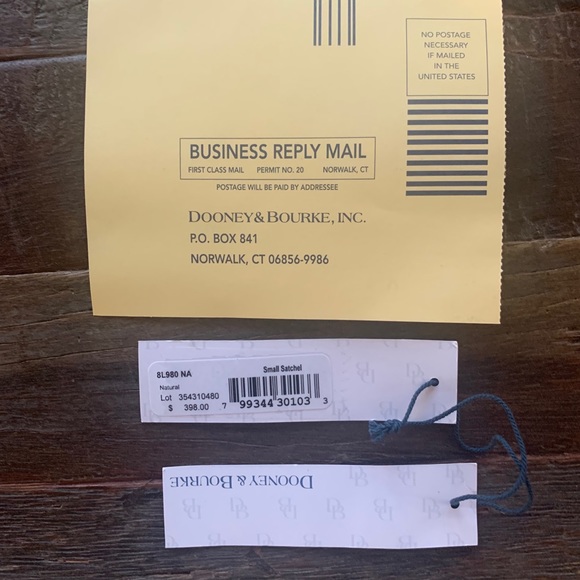 NO POSTAGE
NECESSARY
IF MAILED
IN THE
UNITED STATES
BUSINESS REPLY MAIL
FIRST CLASS MAIL PERMIT NO. 20 NORWALK, CT
POSTAGE WILL BE PAID BY ADDRESSEE
DOONEY & BOURKE, INC.
P.O. BOX 841
NORWALK, CT 06856-9986
8L980 NA Small Satchel
Natural
Lot 354310480
$ 398.00 7 99344 30103 3
DOONEY & BOURKE